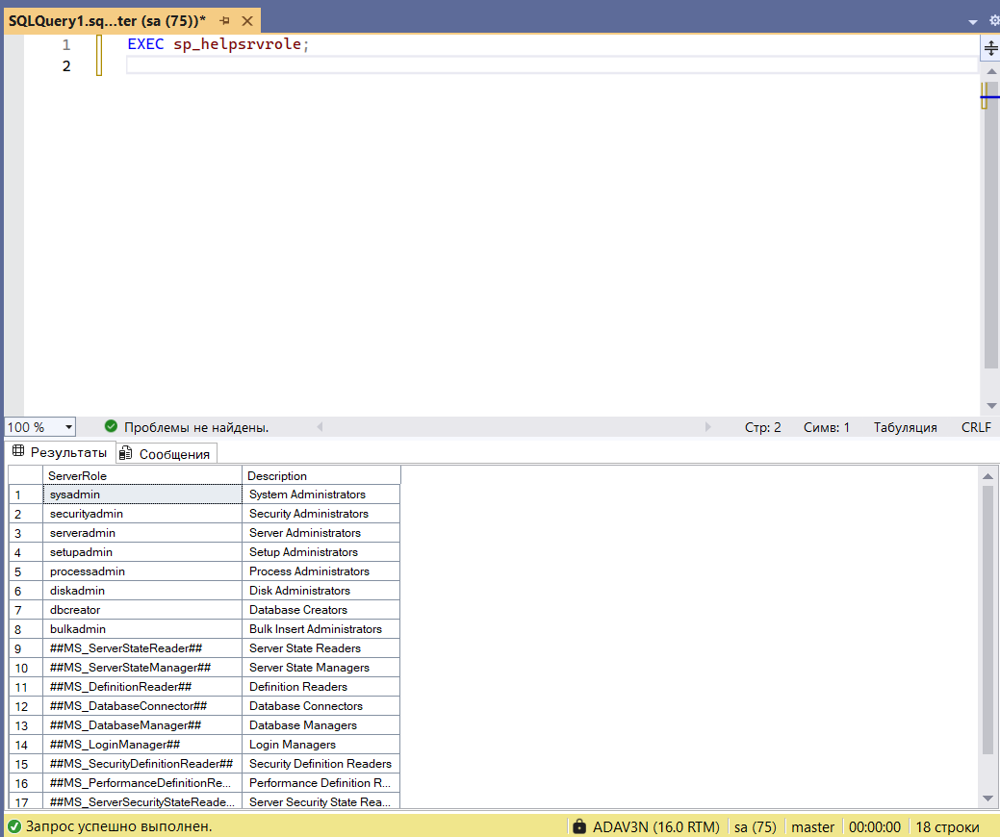 SQLQuery1.sq...ter (sa (75))*
1 EXEC sp_helpsrvrole;
2
100 % Проблемы не найдены. Стр: 2 Симв: 1 Табуляция CRLF
Результаты Сообщения
ServerRole Description
1 sysadmin System Administrators
2 securityadmin Security Administrators
3 serveradmin Server Administrators
4 setupadmin Setup Administrators
5 processadmin Process Administrators
6 diskadmin Disk Administrators
7 dbcreator Database Creators
8 bulkadmin Bulk Insert Administrators
9 ##MS_ServerStateReader## Server State Readers
10 ##MS_ServerStateManager## Server State Managers
11 ##MS_DefinitionReader## Definition Readers
12 ##MS_DatabaseConnector## Database Connectors
13 ##MS_DatabaseManager## Database Managers
14 ##MS_LoginManager## Login Managers
15 ##MS_SecurityDefinitionReader## Security Definition Readers
16 ##MS_PerformanceDefinitionRe... Performance Definition R...
17 ##MS_ServerSecurityStateReade... Server Security State Rea...
Запрос успешно выполнен. ADAV3N (16.0 RTM) sa (75) master 00:00:00 18 строки